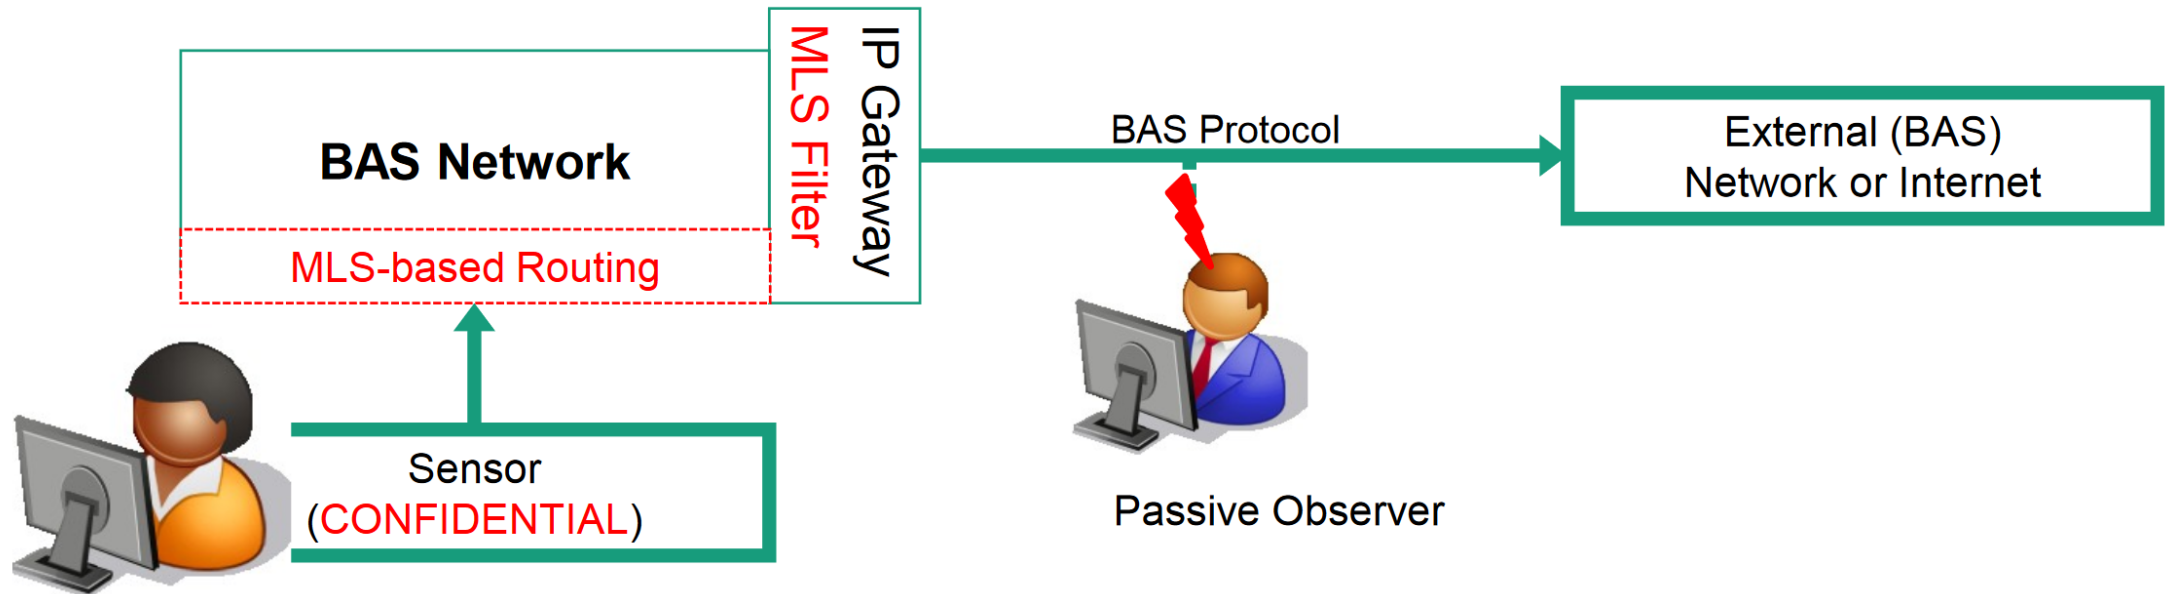 BAS Network
MLS-based Routing
IP Gateway
MLS Filter
BAS Protocol
External (BAS)
Network or Internet
Sensor
(CONFIDENTIAL)
Passive Observer